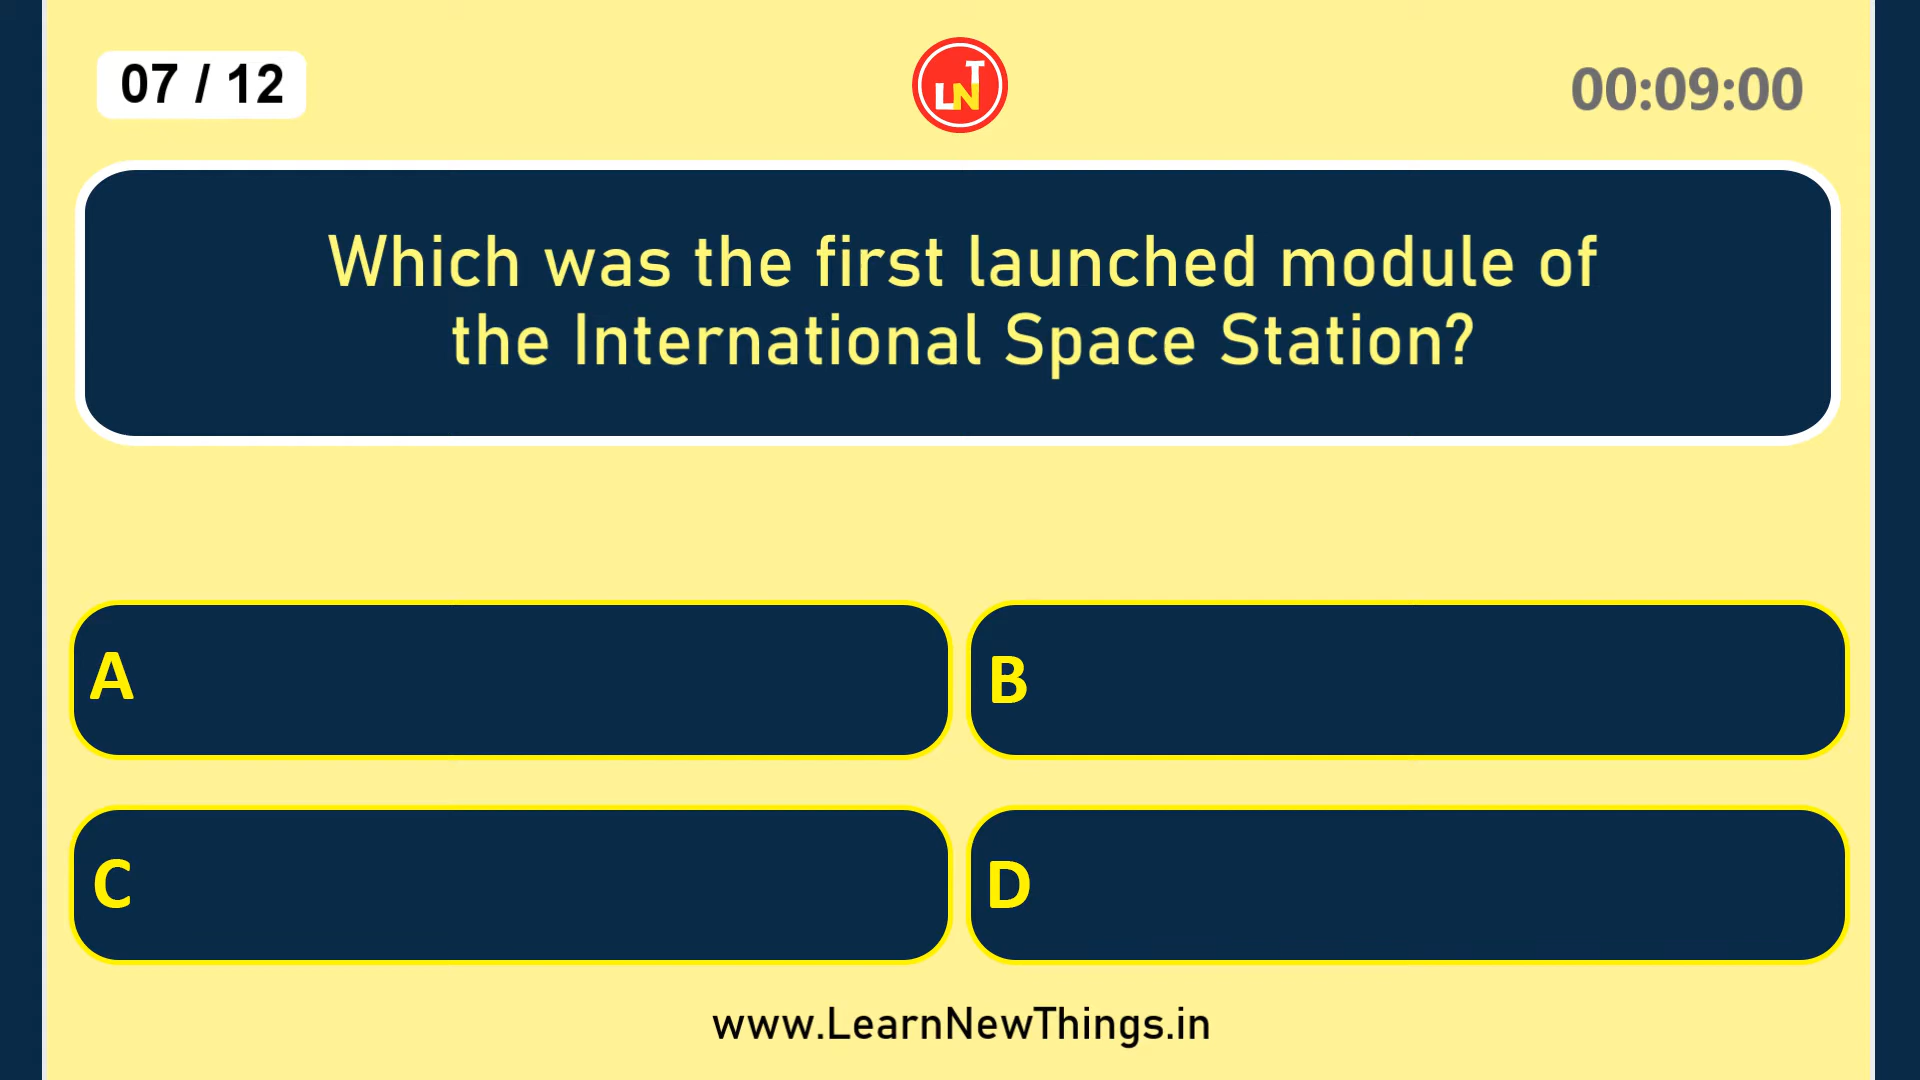 07 / 12
LNT
00:09:00
Which was the first launched module of
the International Space Station?
A
B
C
D
www.LearnNewThings.in